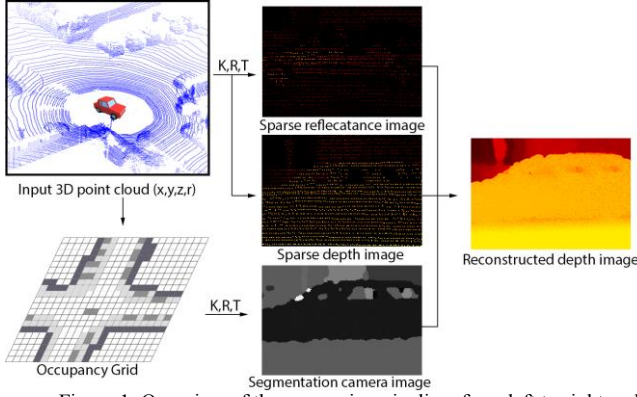 K,R,T
Sparse reflecatance image
Input 3D point cloud (x,y,z,r)
Sparse depth image
Reconstructed depth image
K,R,T
Occupancy Grid
Segmentation camera image